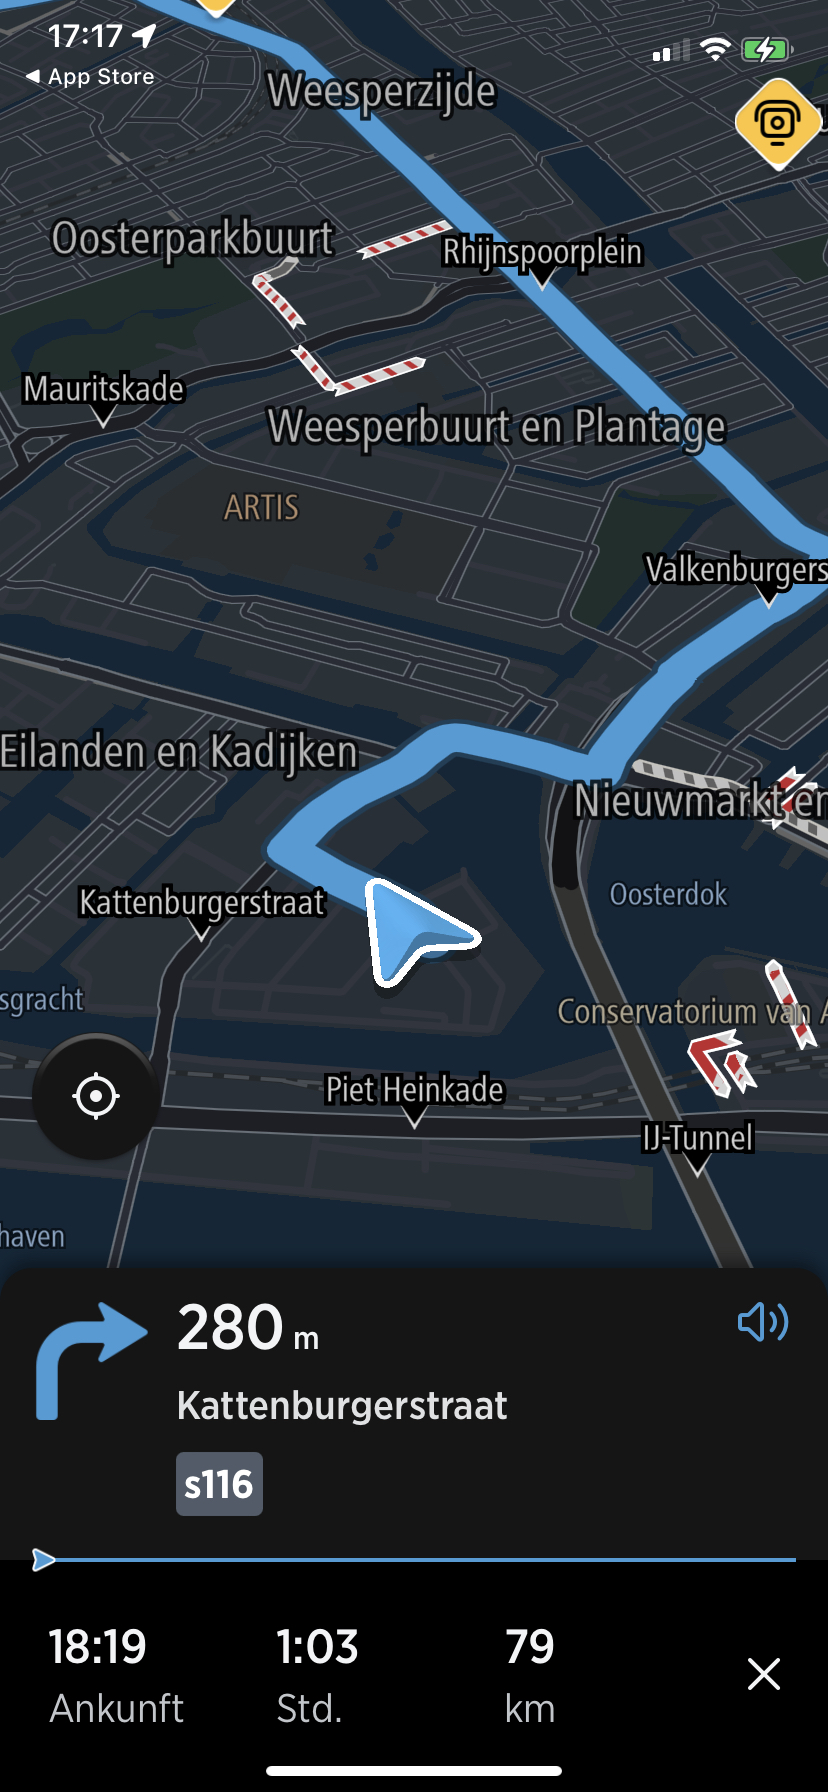 17:17
App Store
Weesperzijde
Oosterparkbuurt
Rhijnspoorplein
Mauritskade
Weesperbuurt en Plantage
ARTIS
Valkenburgers
Eilanden en Kadijken
Nieuwmarkt en
Oosterdok
Kattenburgerstraat
sgracht
Conservatorium van A
Piet Heinkade
IJ-Tunnel
haven
280 m
Kattenburgerstraat
s116
18:19 1:03 79
Ankunft Std. km